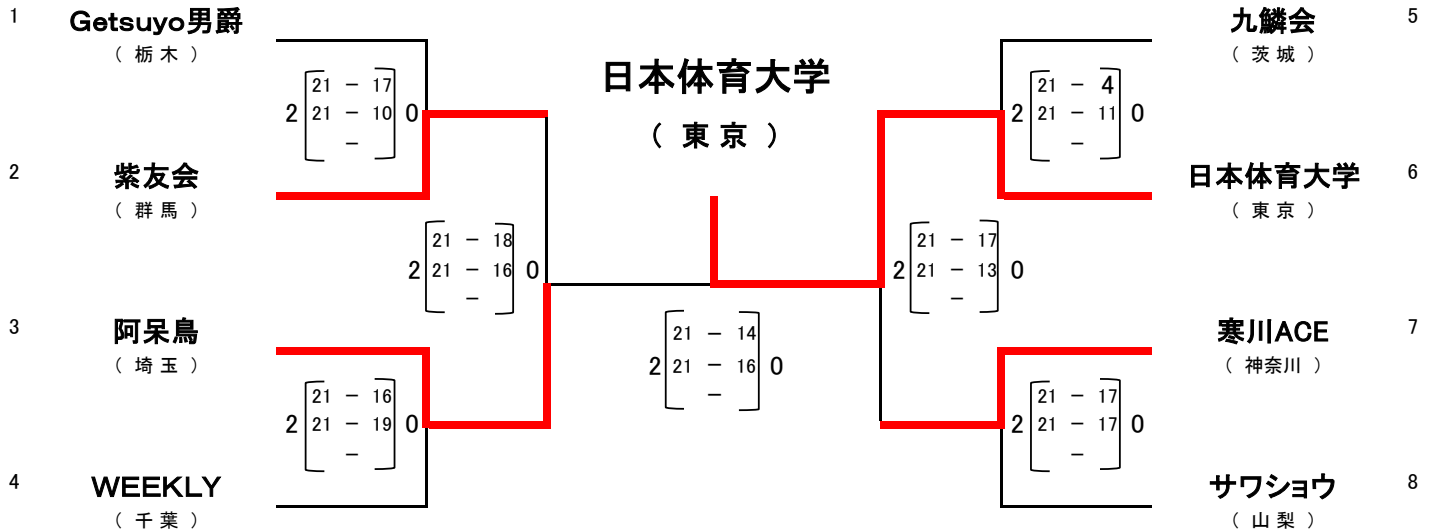 1 Getsuyo男爵
( 栃 木 )
21 - 17
2 21 - 10 0
-
2 紫友会
( 群 馬 )
21 - 18
2 21 - 16 0
-
3 阿呆鳥
( 埼 玉 )
21 - 16
2 21 - 19 0
-
4 WEEKLY
( 千 葉 )
日本体育大学
( 東 京 )
21 - 14
2 21 - 16 0
-
九鱗会 5
( 茨 城 )
21 - 4
2 21 - 11 0
-
日本体育大学 6
( 東 京 )
21 - 17
2 21 - 13 0
-
寒川ACE 7
( 神奈川 )
21 - 17
2 21 - 17 0
-
サワショウ 8
( 山 梨 )